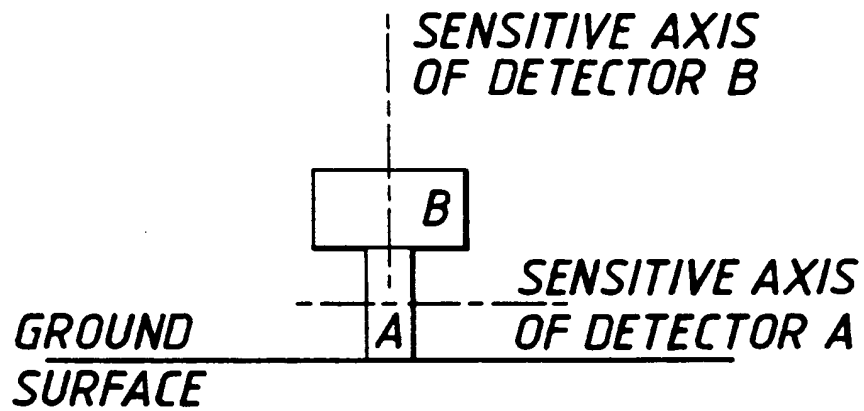 SENSITIVE AXIS
OF DETECTOR B
B
SENSITIVE AXIS
OF DETECTOR A
A
GROUND
SURFACE